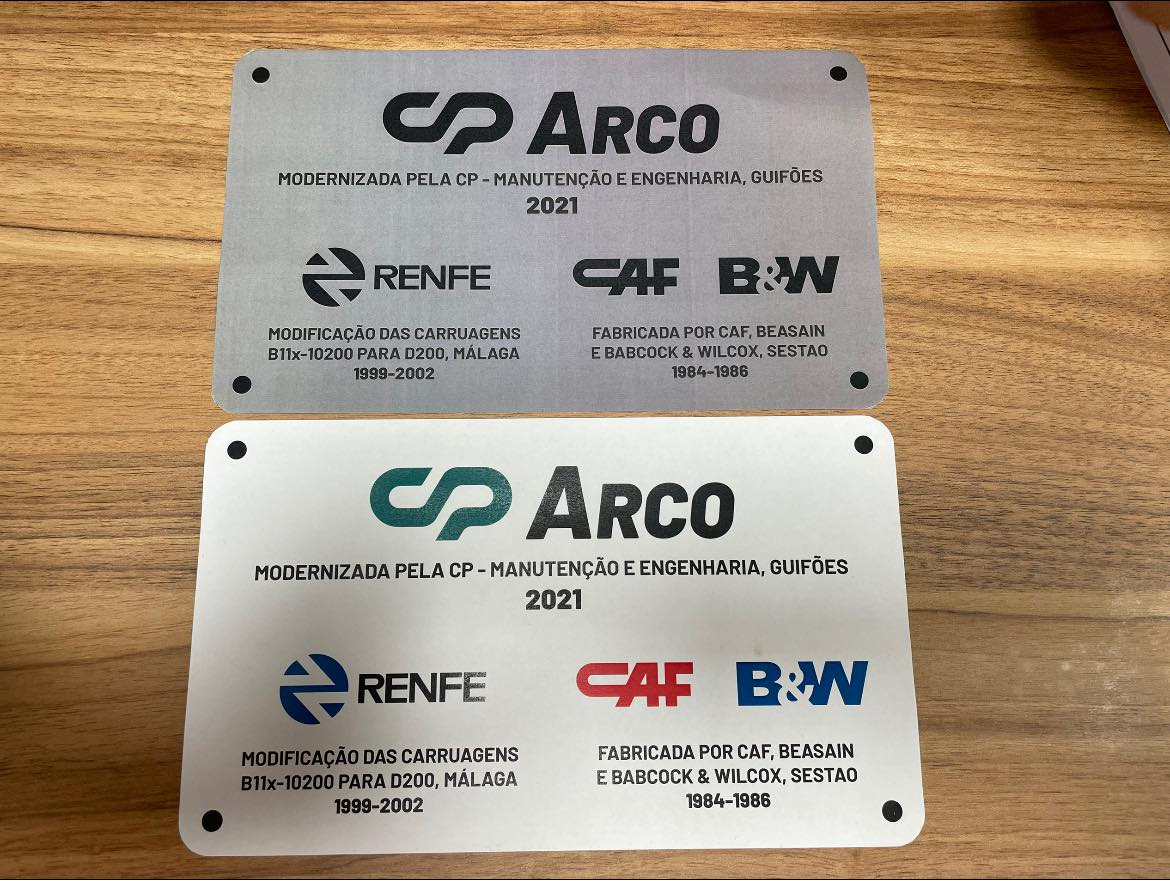 CP ARCO
MODERNIZADA PELA CP - MANUTENÇÃO E ENGENHARIA, GUIFÕES
2021
RENFE
CAF B&W
MODIFICAÇÃO DAS CARRUAGENS
B11x-10200 PARA D200, MÁLAGA
1999-2002
FABRICADA POR CAF, BEASAIN
E BABCOCK & WILCOX, SESTAO
1984-1986
CP ARCO
MODERNIZADA PELA CP - MANUTENÇÃO E ENGENHARIA, GUIFÕES
2021
RENFE
CAF B&W
MODIFICAÇÃO DAS CARRUAGENS
B11x-10200 PARA D200, MÁLAGA
1999-2002
FABRICADA POR CAF, BEASAIN
E BABCOCK & WILCOX, SESTAO
1984-1986